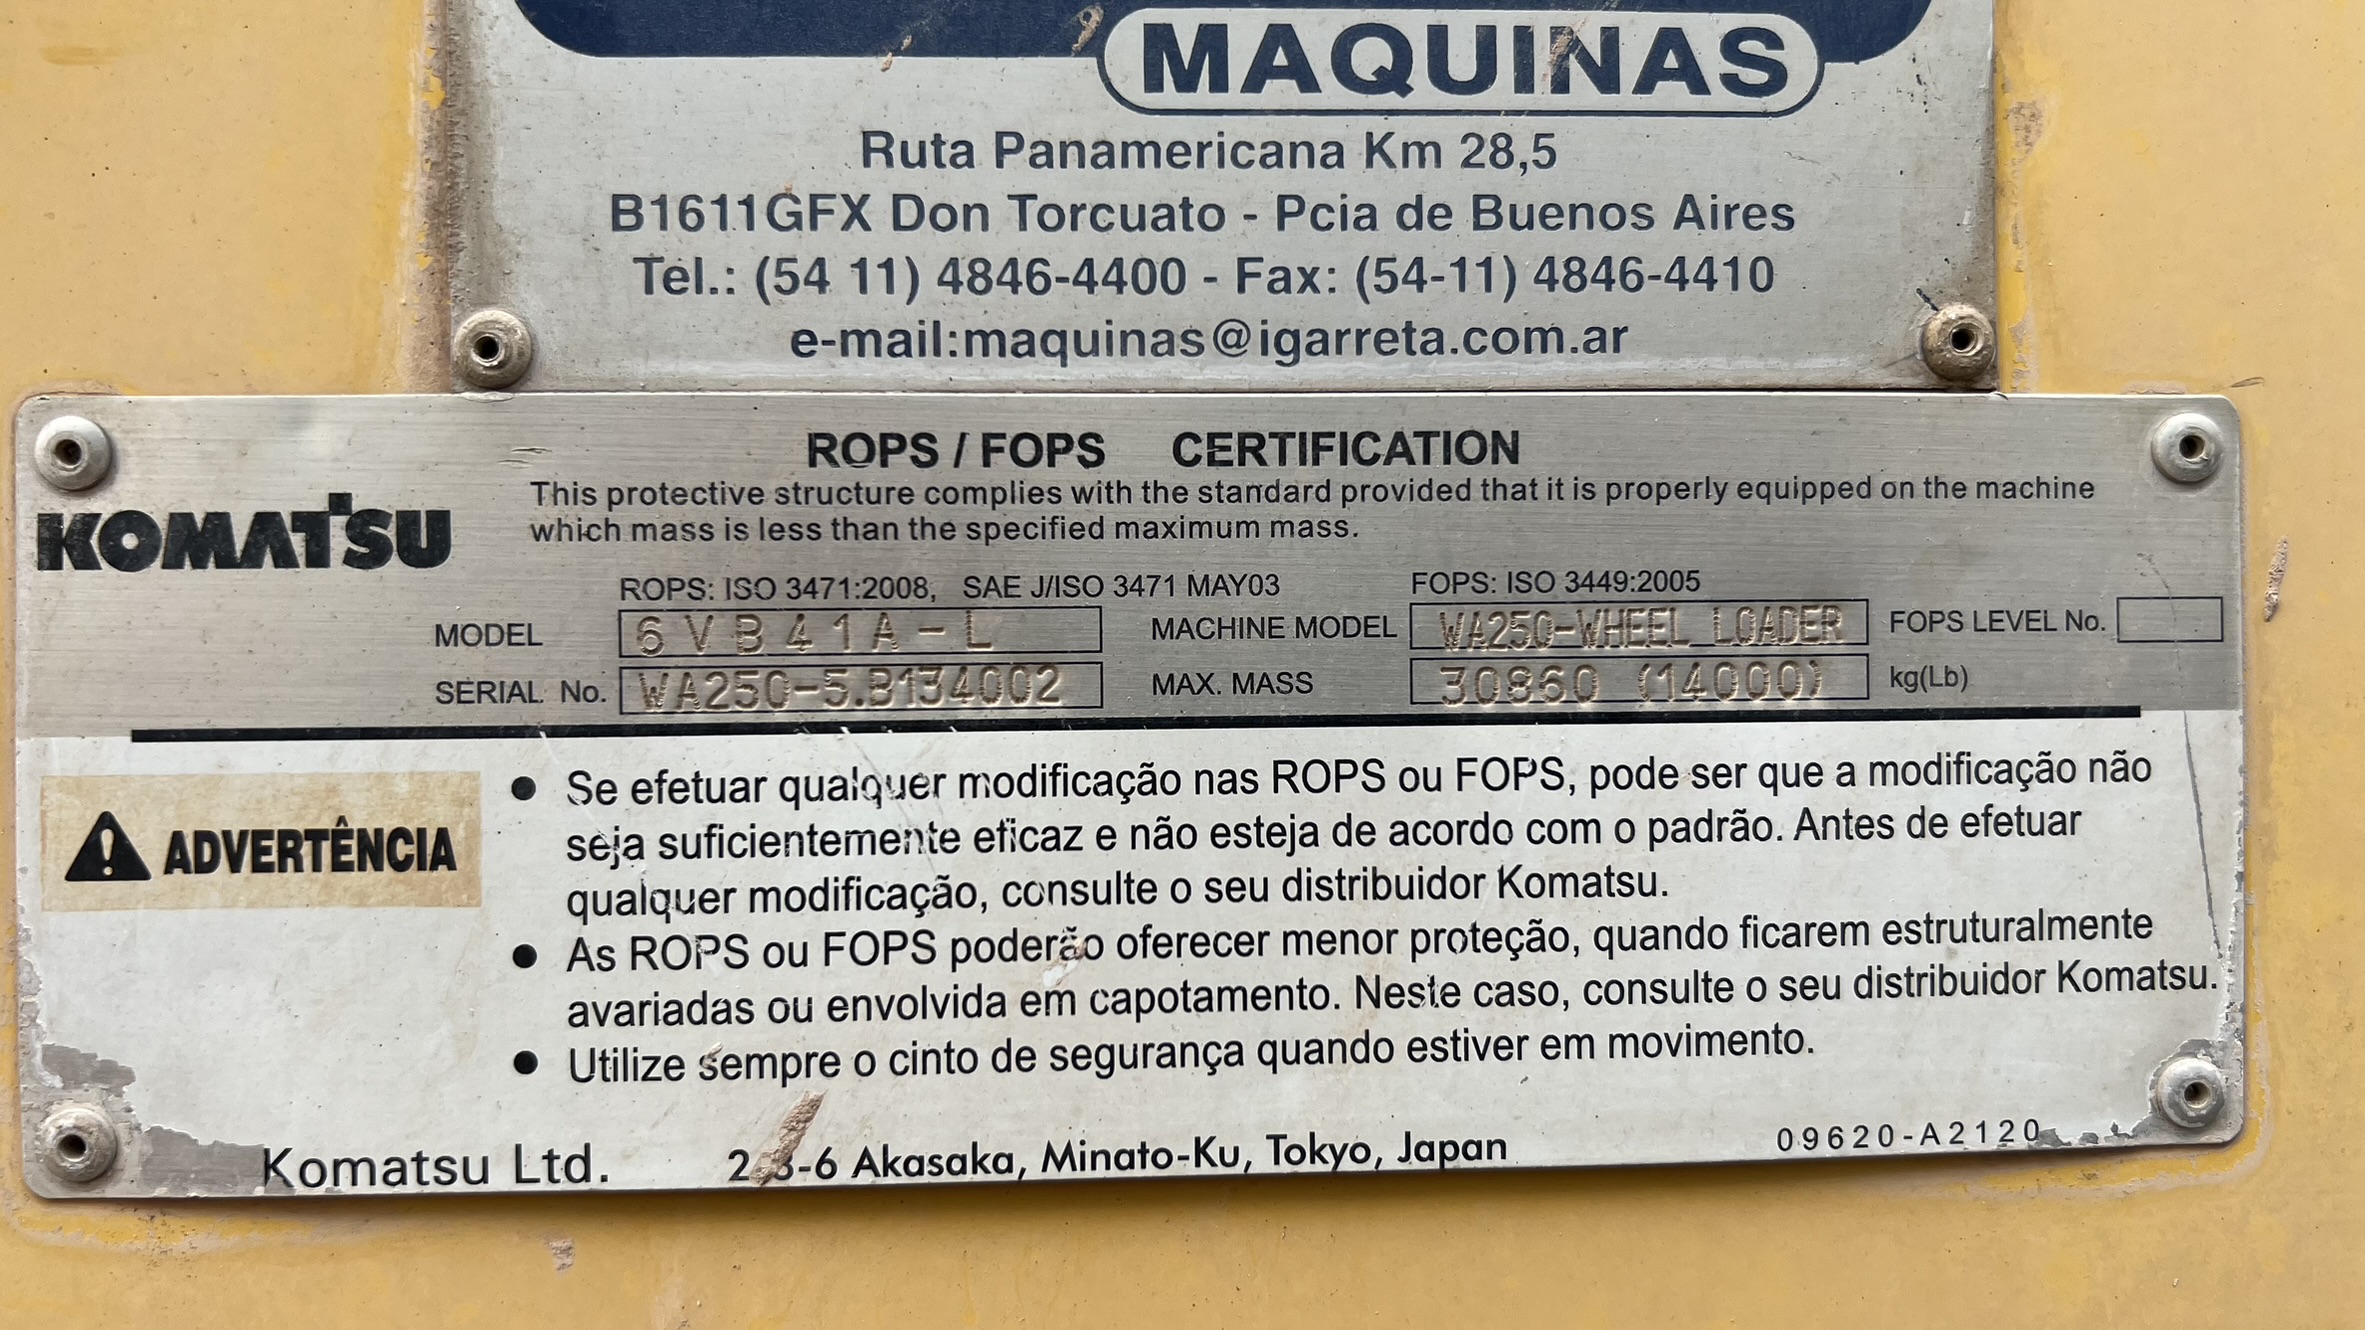 MAQUINAS
Ruta Panamericana Km 28,5
B1611GFX Don Torcuato - Pcia de Buenos Aires
Tel.: (54 11) 4846-4400 - Fax: (54-11) 4846-4410
e-mail:maquinas@igarreta.com.ar
ROPS / FOPS CERTIFICATION
KOMATSU
This protective structure complies with the standard provided that it is properly equipped on the machine
which mass is less than the specified maximum mass.
ROPS: ISO 3471:2008, SAE J/ISO 3471 MAY03 FOPS: ISO 3449:2005
MODEL 6VB41A-L MACHINE MODEL WA250-WHEEL LOADER FOPS LEVEL No.
SERIAL No. WA250-5.B134002 MAX. MASS 30860 (14000) kg(Lb)
ADVERTÊNCIA
● Se efetuar qualquer modificação nas ROPS ou FOPS, pode ser que a modificação não
seja suficientemente eficaz e não esteja de acordo com o padrão. Antes de efetuar
qualquer modificação, consulte o seu distribuidor Komatsu.
● As ROPS ou FOPS poderão oferecer menor proteção, quando ficarem estruturalmente
avariadas ou envolvida em capotamento. Neste caso, consulte o seu distribuidor Komatsu.
● Utilize sempre o cinto de segurança quando estiver em movimento.
Komatsu Ltd. Akasaka, Minato-Ku, Tokyo, Japan 09620-A2120